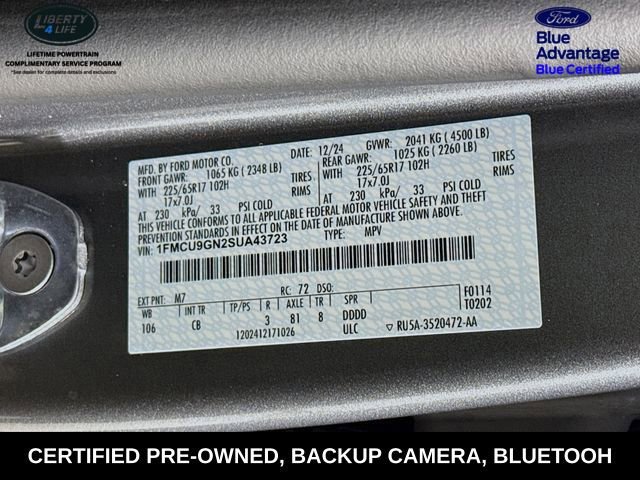 LIBERTY
4 LIFE
LIFETIME POWERTRAIN
COMPLIMENTARY SERVICE PROGRAM
*See dealer for complete details and exclusions
Ford
Blue
Advantage
Blue Certified
MFD. BY FORD MOTOR CO. DATE: 12/24 GVWR: 2041 KG (4500 LB)
FRONT GAWR: 1065 KG (2348 LB) REAR GAWR: 1025 KG (2260 LB)
WITH 225/65R17 102H TIRES WITH 225/65R17 102H TIRES
17x7.0J RIMS 17x7.0J RIMS
AT 230 kPa/ 33 PSI COLD AT 230 kPa/ 33 PSI COLD
THIS VEHICLE CONFORMS TO ALL APPLICABLE FEDERAL MOTOR VEHICLE SAFETY AND THEFT
PREVENTION STANDARDS IN EFFECT ON THE DATE OF MANUFACTURE SHOWN ABOVE.
VIN: 1FMCU9GN2SUA43723 TYPE: MPV
EXT PNT: M7 RC: 72 DSO: F0114
WB INT TR TP/PS R AXLE TR SPR T0202
106 CB 3 81 8 DDDD
1202412171026 ULC RU5A-3520472-AA
CERTIFIED PRE-OWNED, BACKUP CAMERA, BLUETOOH